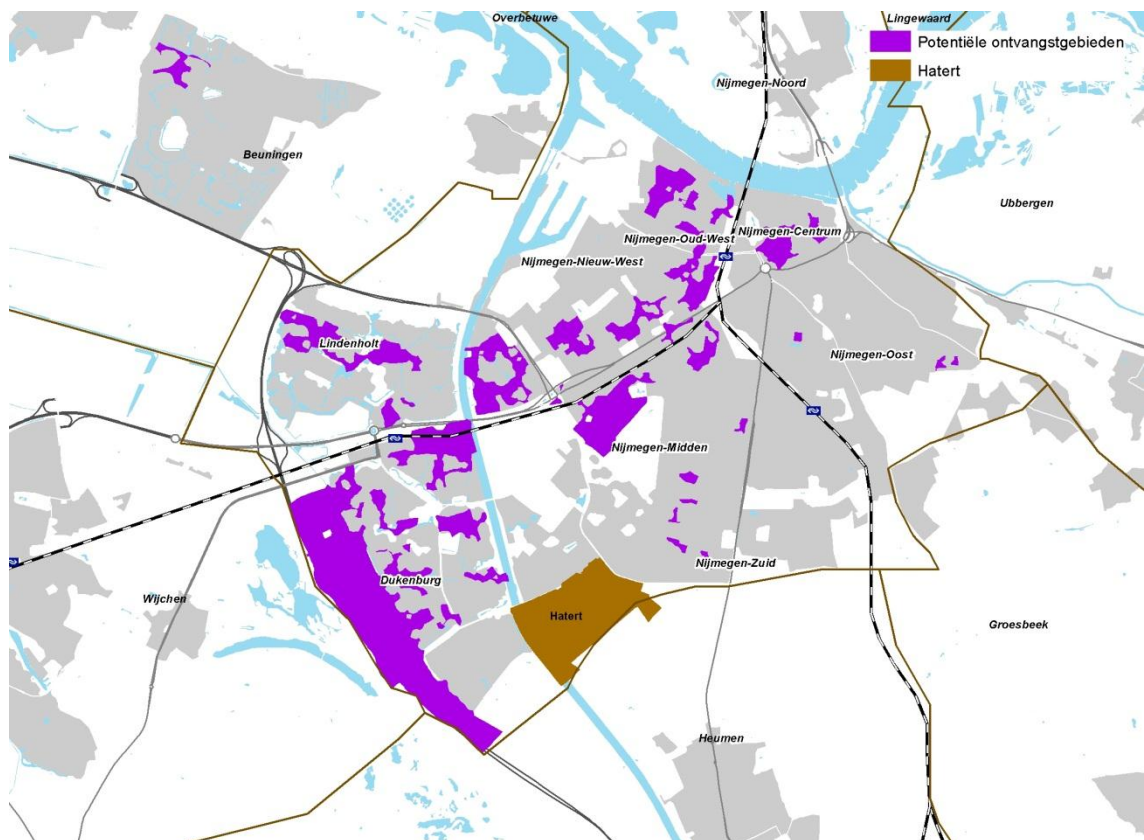 Overbetuwe
Lingewaard
Potentiële ontvangstgebieden
Hatert
Nijmegen-Noord
Beuningen
Ubbergen
Nijmegen-Oud-West
Nijmegen-Centrum
Nijmegen-Nieuw-West
Lindenholt
Nijmegen-Oost
Nijmegen-Midden
Nijmegen-Zuid
Dukenburg
Wijchen
Hatert
Groesbeek
Heumen